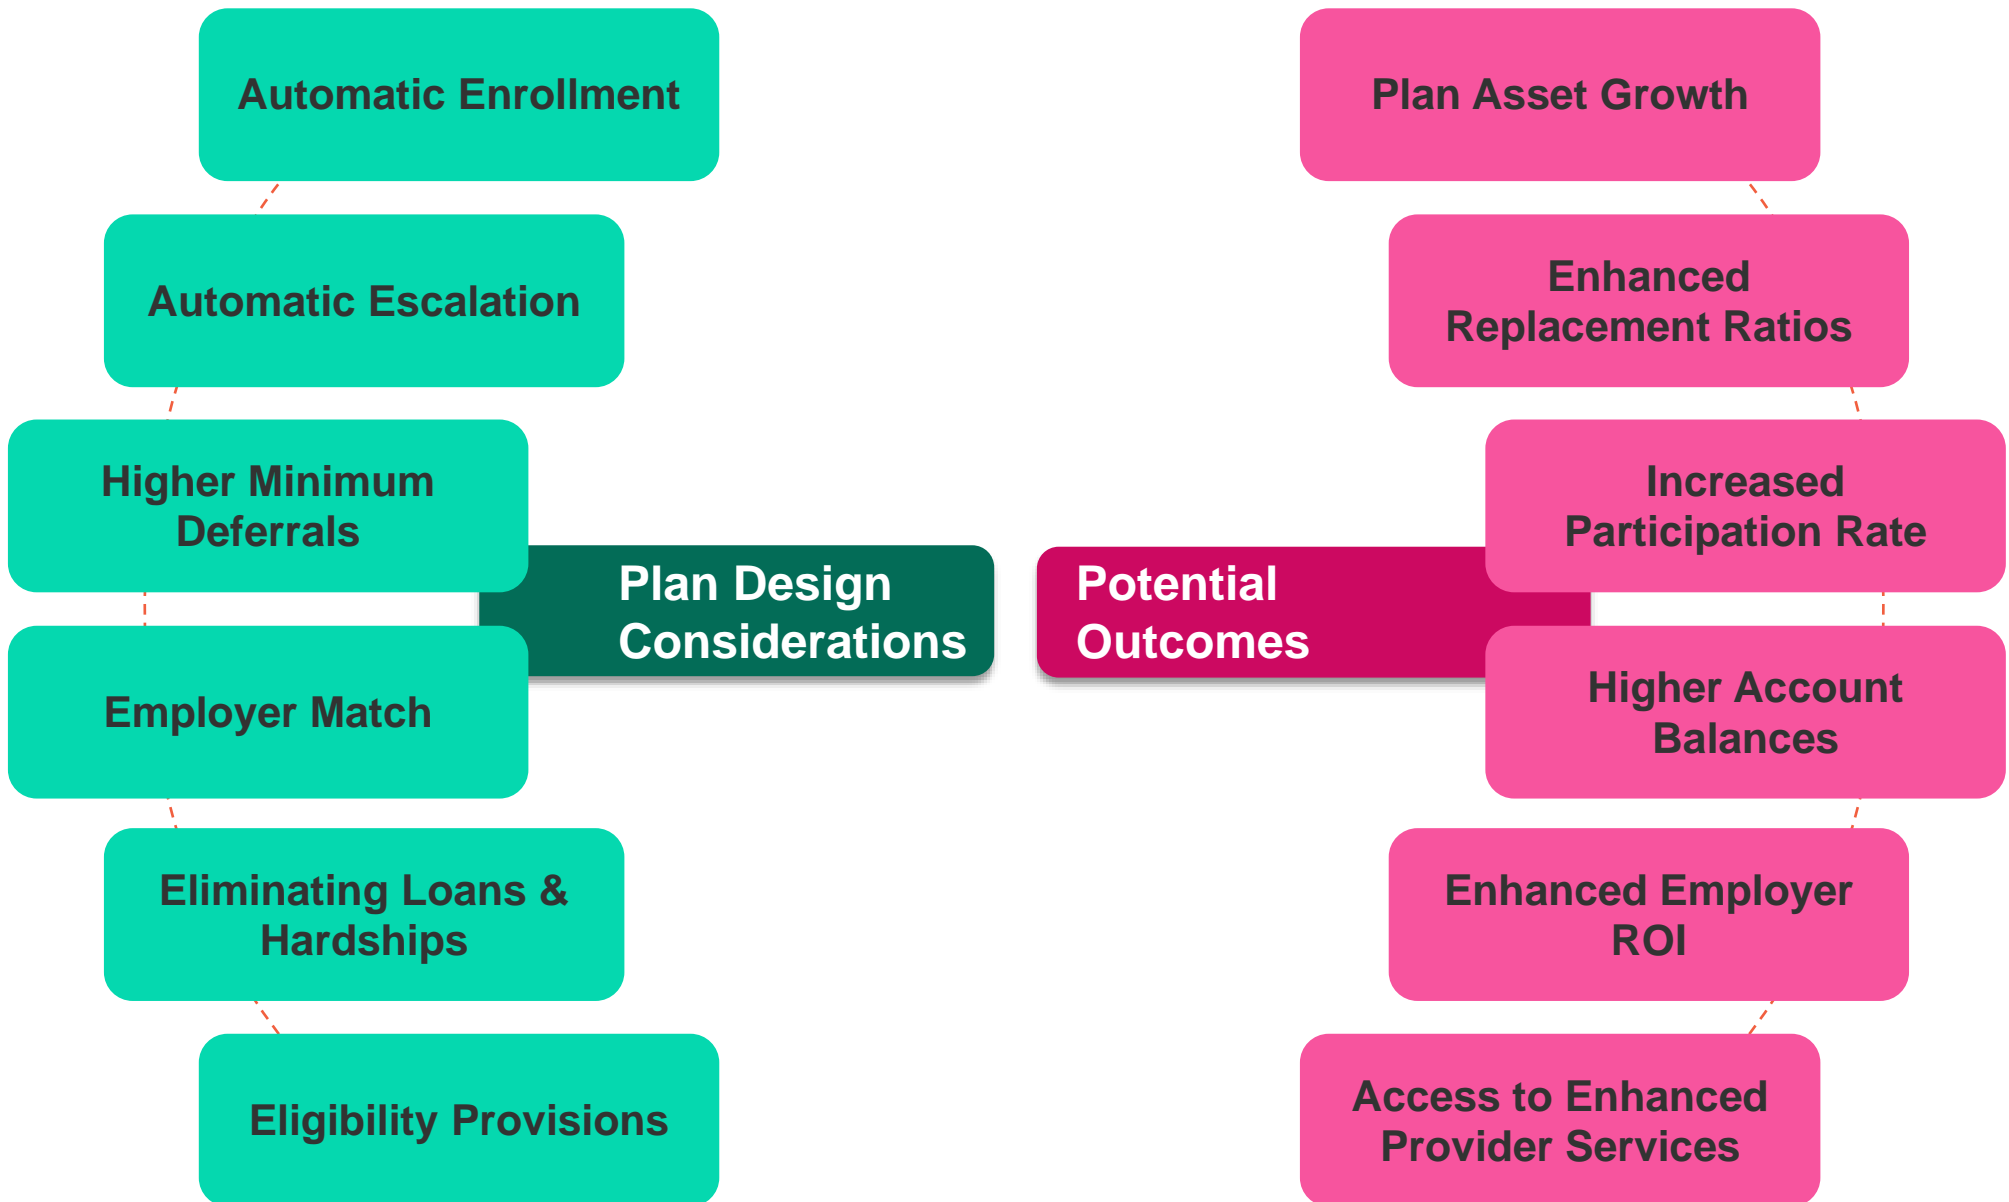 Automatic Enrollment
Automatic Escalation
Higher Minimum
Deferrals
Employer Match
Eliminating Loans &
Hardships
Eligibility Provisions
Plan Design
Considerations
Potential
Outcomes
Plan Asset Growth
Enhanced
Replacement Ratios
Increased
Participation Rate
Higher Account
Balances
Enhanced Employer
ROI
Access to Enhanced
Provider Services